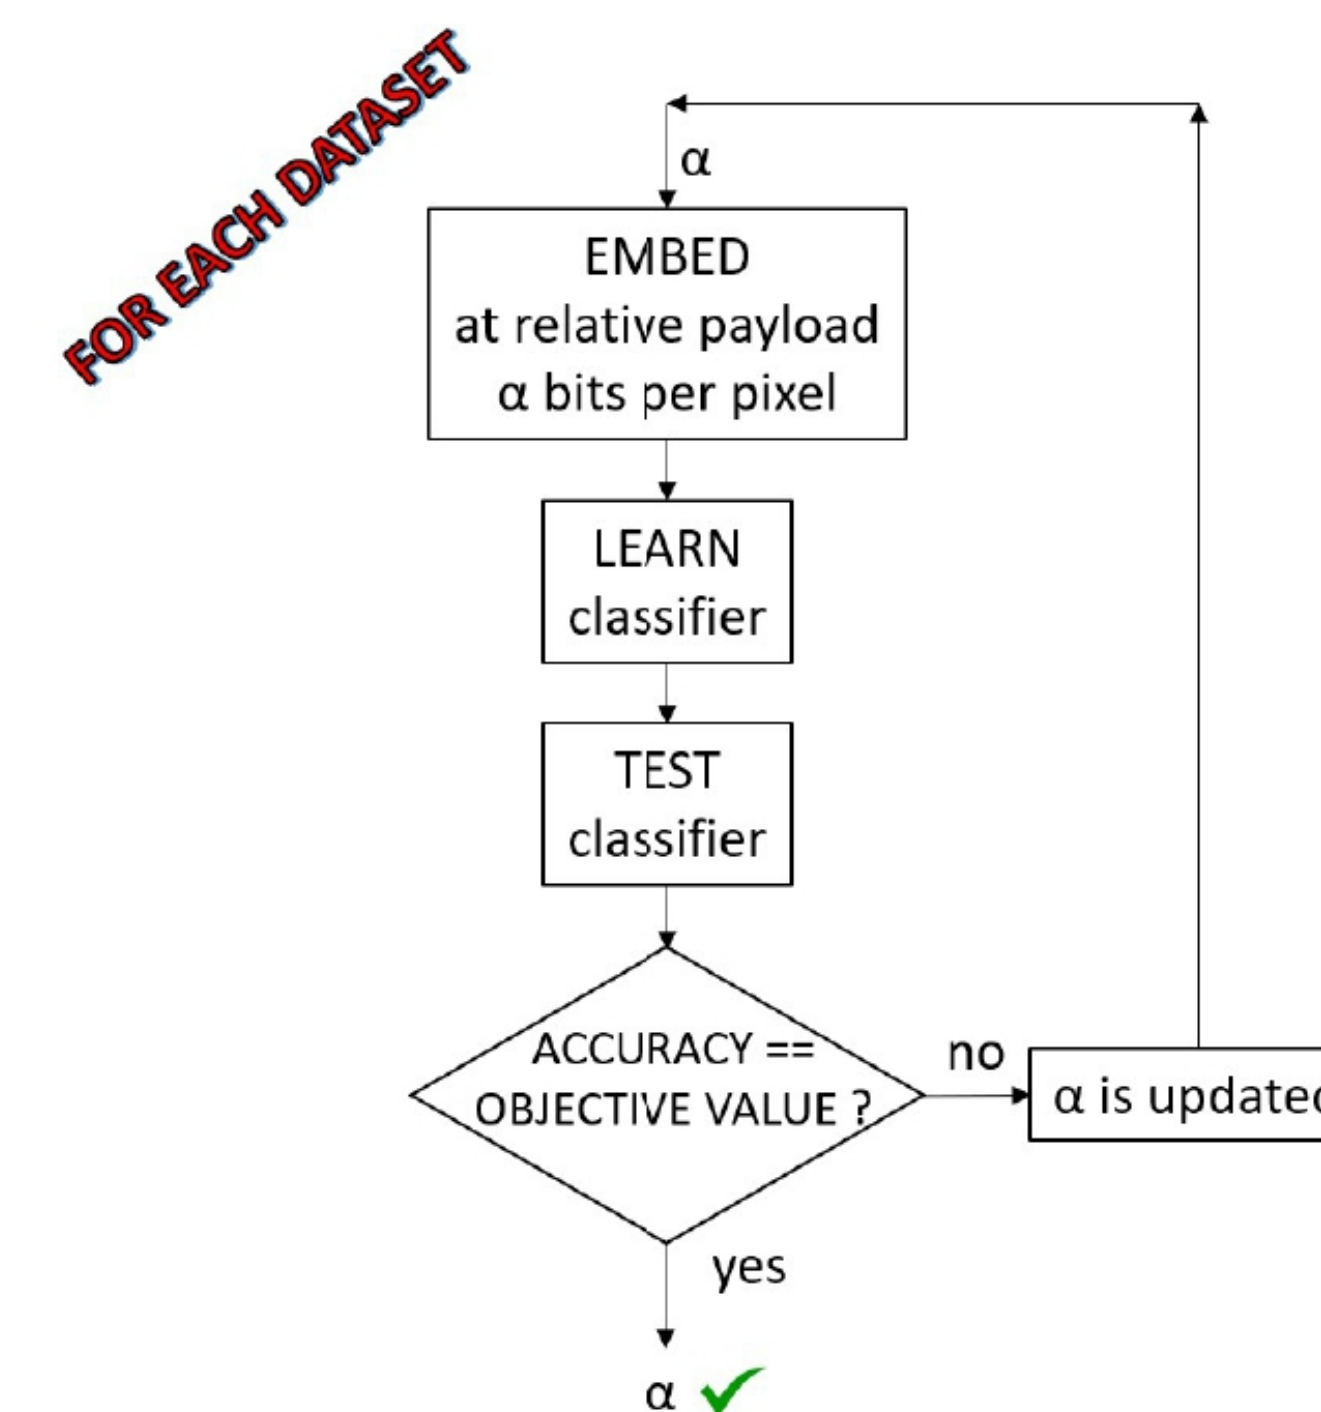 FOR EACH DATASET
α
EMBED
at relative payload
α bits per pixel
LEARN
classifier
TEST
classifier
ACCURACY ==
OBJECTIVE VALUE ?
no
α is updated
yes
α